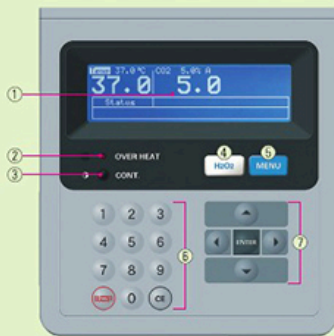 Temp 37.0℃ CO2 5.0% A
37.0 5.0
Status
①
② OVER HEAT
③ CONT.
④ ⑤
H2O2 MENU
1 2 3
4 5 6
7 8 9
0 CE
ENTER
⑥ ⑦